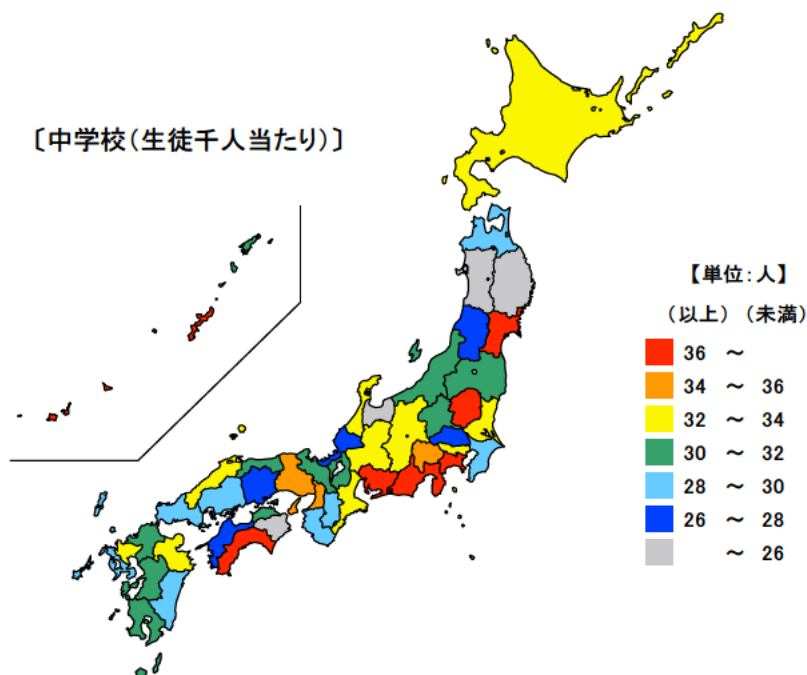 〔中学校(生徒千人当たり)〕
【単位：人】
(以上) (未満)
36 ～
34 ～ 36
32 ～ 34
30 ～ 32
28 ～ 30
26 ～ 28
～ 26